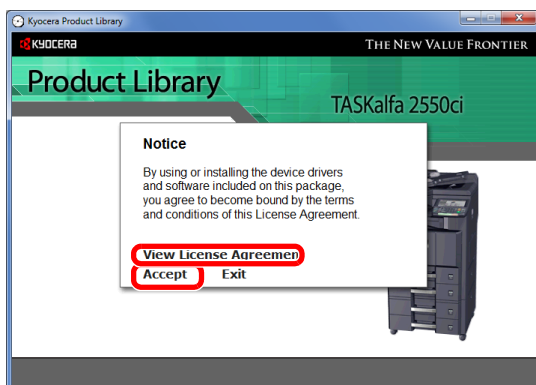 Kyocera Product Library
KYOCERA
THE NEW VALUE FRONTIER
Product Library
TASKalfa 2550ci
Notice
By using or installing the device drivers
and software included on this package,
you agree to become bound by the terms
and conditions of this License Agreement.
View License Agreemen
Accept Exit